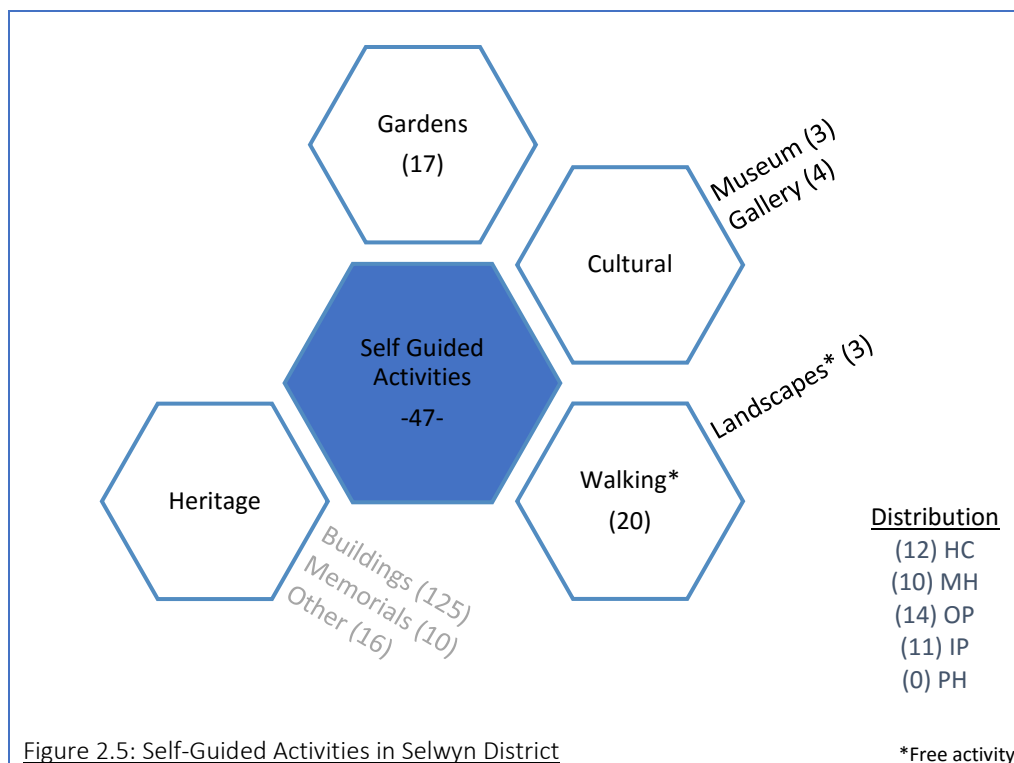 Gardens
(17)
Museum (3)
Gallery (4)
Cultural
Self Guided
Activities
-47-
Landscapes* (3)
Walking*
(20)
Heritage
Buildings (125)
Memorials (10)
Other (16)
Distribution
(12) HC
(10) MH
(14) OP
(11) IP
(0) PH
Figure 2.5: Self-Guided Activities in Selwyn District
*Free activity